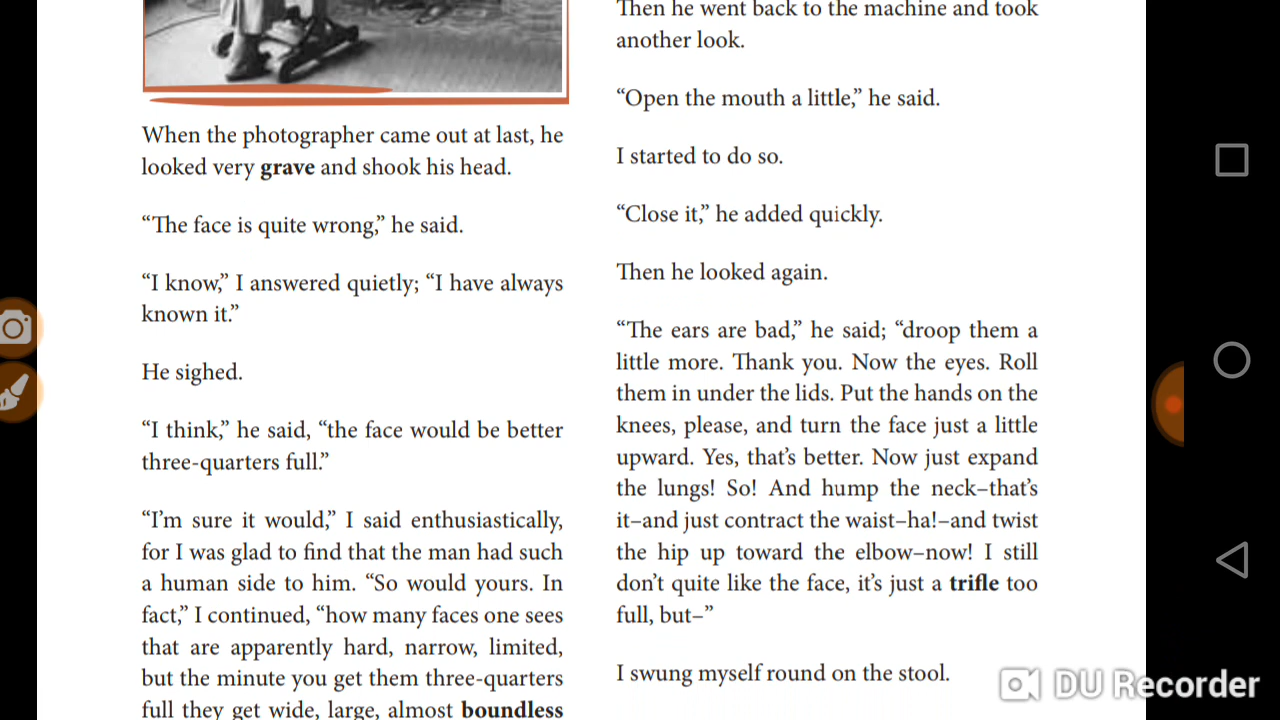 When the photographer came out at last, he
looked very grave and shook his head.
“The face is quite wrong,” he said.
“I know,” I answered quietly; “I have always
known it.”
He sighed.
“I think,” he said, “the face would be better
three-quarters full.”
“I'm sure it would,” I said enthusiastically,
for I was glad to find that the man had such
a human side to him. “So would yours. In
fact,” I continued, “how many faces one sees
that are apparently hard, narrow, limited,
but the minute you get them three-quarters
full they get wide, large, almost boundless
Then he went back to the machine and took
another look.
“Open the mouth a little,” he said.
I started to do so.
“Close it,” he added quickly.
Then he looked again.
“The ears are bad,” he said; “droop them a
little more. Thank you. Now the eyes. Roll
them in under the lids. Put the hands on the
knees, please, and turn the face just a little
upward. Yes, that's better. Now just expand
the lungs! So! And hump the neck–that's
it–and just contract the waist–ha!–and twist
the hip up toward the elbow–now! I still
don't quite like the face, it's just a trifle too
full, but–”
I swung myself round on the stool.
DU Recorder